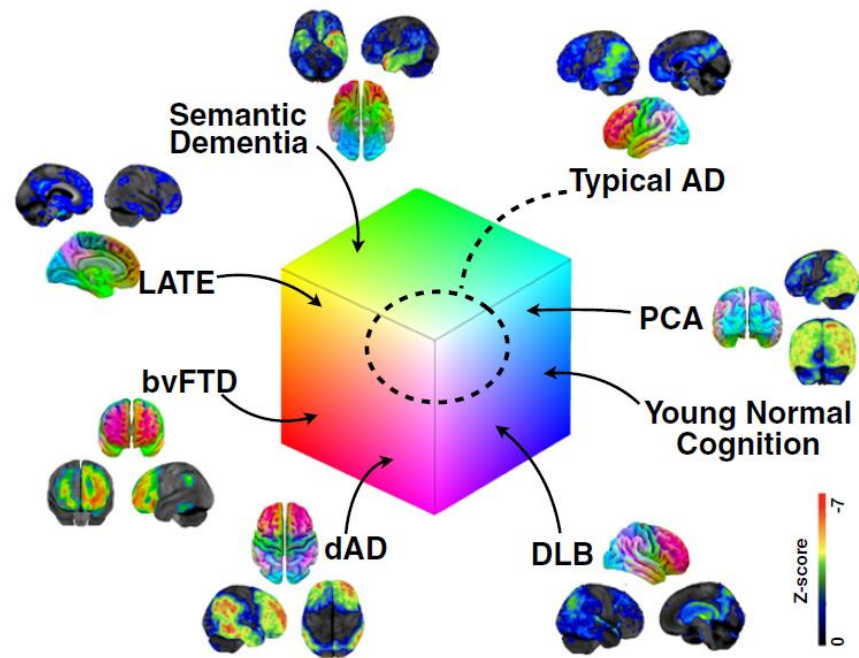 Semantic
Dementia
Typical AD
LATE
PCA
bvFTD
Young Normal
Cognition
dAD
DLB
-7
Z-score
0